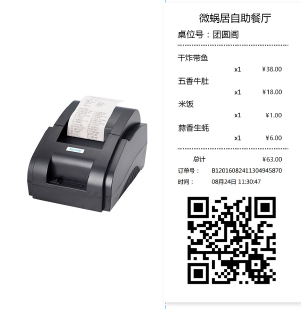 微蜗居自助餐厅
桌位号：团圆阁
干炸带鱼
x1 ¥38.00
五香牛肚
x1 ¥18.00
米饭
x1 ¥1.00
蒜香生蚝
x1 ¥6.00
总计 ¥63.00
订单号： B12016082411304945870
时间： 08月24日 11:30:47